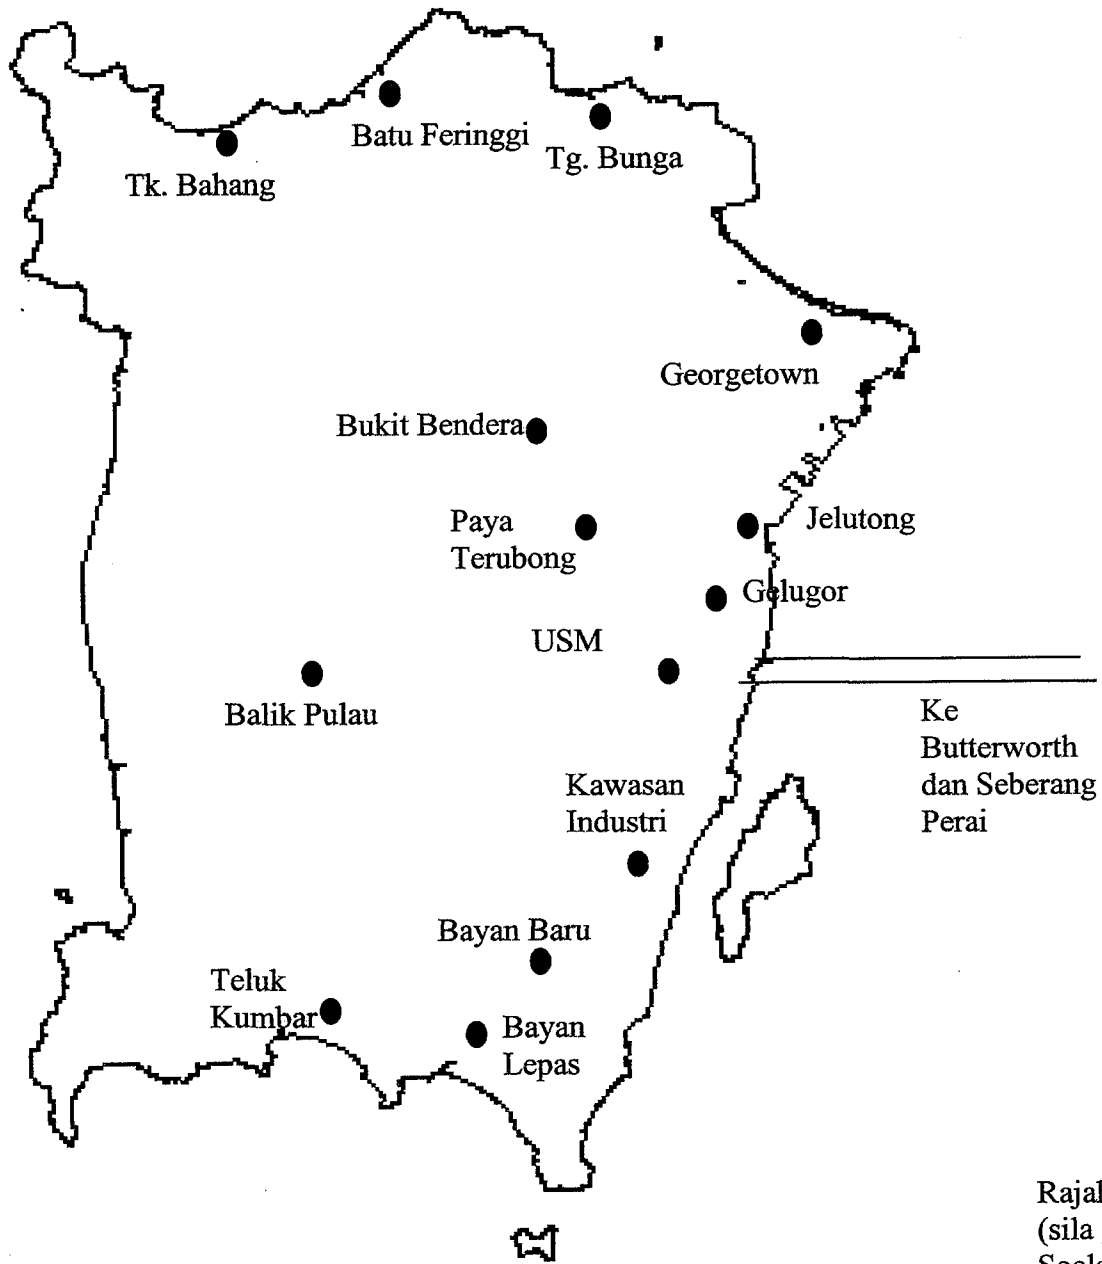 Batu Feringgi
Tg. Bunga
Tk. Bahang
Georgetown
Bukit Bendera
Paya
Terubong
Jelutong
Gelugor
USM
Balik Pulau
Ke
Butterworth
dan Seberang
Perai
Kawasan
Industri
Bayan Baru
Teluk
Kumbar
Bayan
Lepas
(sila